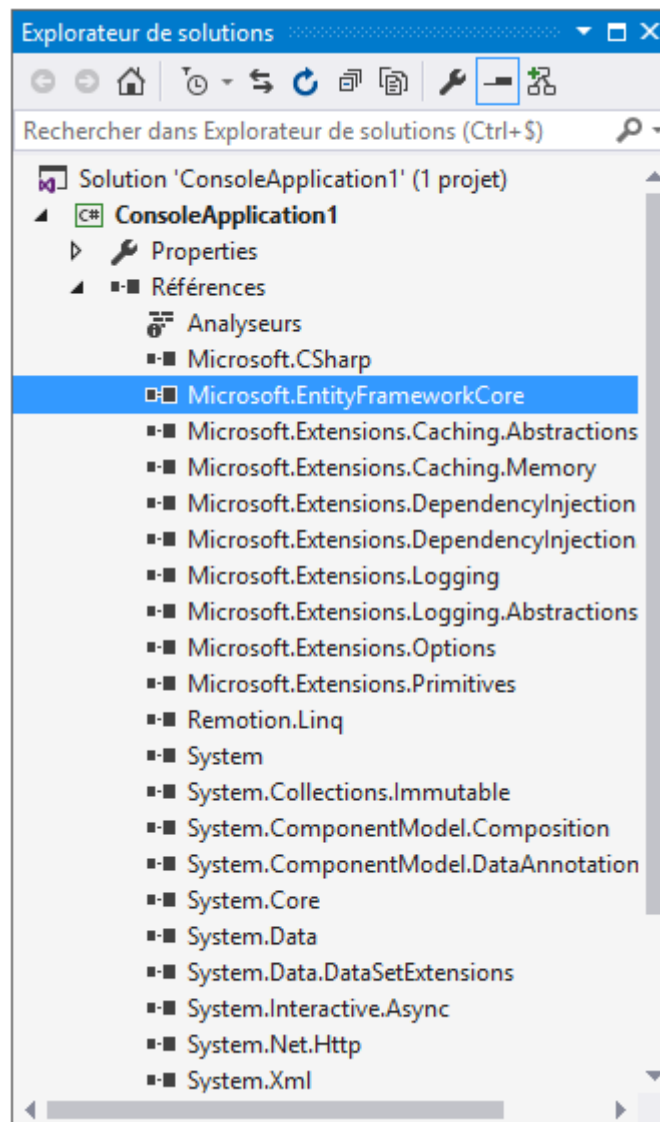 Explorateur de solutions
Rechercher dans Explorateur de solutions (Ctrl+$)
Solution 'ConsoleApplication1' (1 projet)
C# ConsoleApplication1
Properties
Références
Analyseurs
Microsoft.CSharp
Microsoft.EntityFrameworkCore
Microsoft.Extensions.Caching.Abstractions
Microsoft.Extensions.Caching.Memory
Microsoft.Extensions.DependencyInjection
Microsoft.Extensions.DependencyInjection
Microsoft.Extensions.Logging
Microsoft.Extensions.Logging.Abstractions
Microsoft.Extensions.Options
Microsoft.Extensions.Primitives
Remotion.Linq
System
System.Collections.Immutable
System.ComponentModel.Composition
System.ComponentModel.DataAnnotation
System.Core
System.Data
System.Data.DataSetExtensions
System.Interactive.Async
System.Net.Http
System.Xml